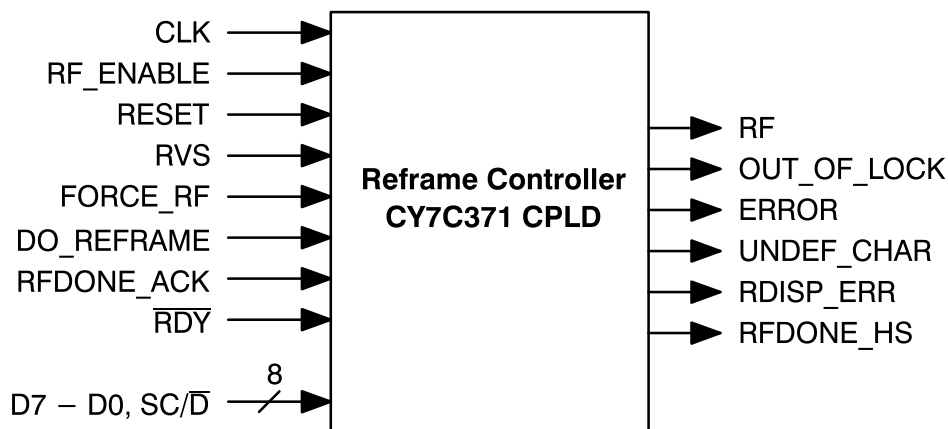 CLK
RF_ENABLE
RESET
RVS
FORCE_RF
DO_REFRAME
RFDONE_ACK
R̅D̅Y̅
8
D7 – D0, SC/D̅
Reframe Controller
CY7C371 CPLD
RF
OUT_OF_LOCK
ERROR
UNDEF_CHAR
RDISP_ERR
RFDONE_HS